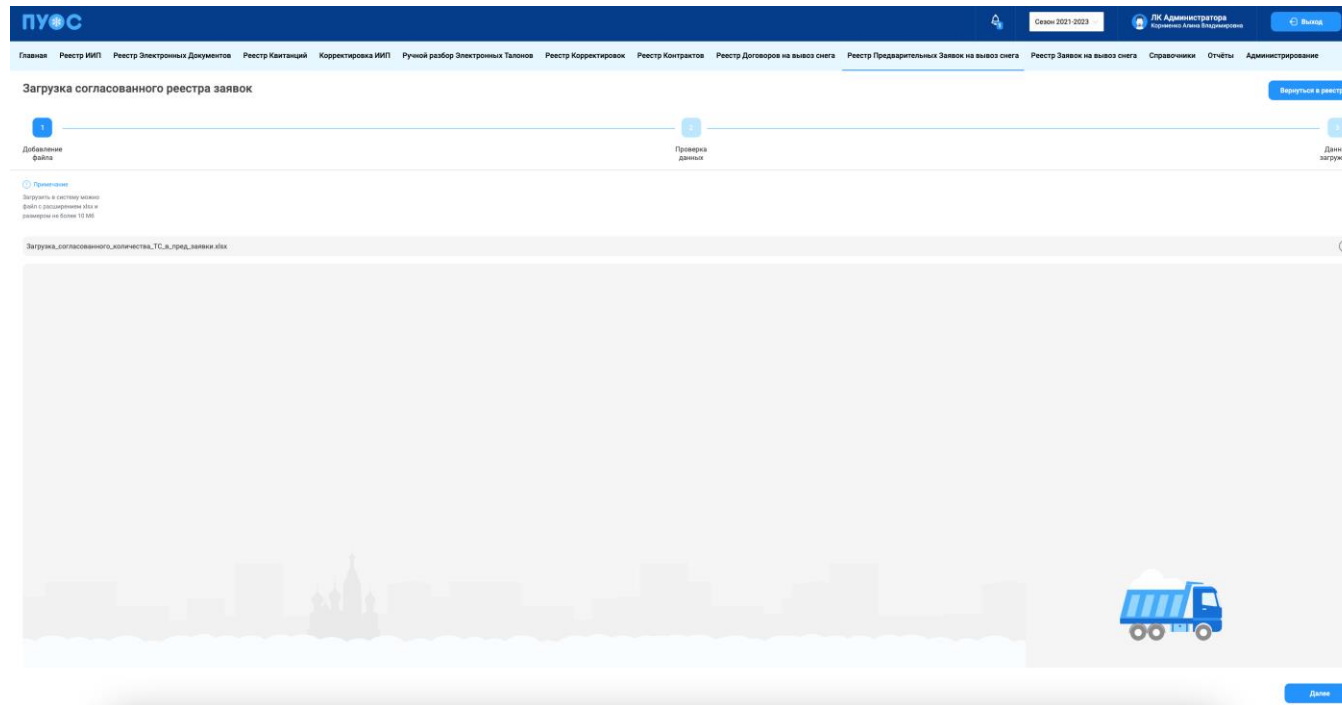 ПУОС
Сезон 2021-2023
ЛК Администратора
Корниенко Алина Владимировна
Выход
Главная Реестр ИИП Реестр Электронных Документов Реестр Квитанций Корректировка ИИП Ручной разбор Электронных Талонов Реестр Корректировок Реестр Контрактов Реестр Договоров на вывоз снега Реестр Предварительных Заявок на вывоз снега Реестр Заявок на вывоз снега Справочники Отчёты Администрирование
Загрузка согласованного реестра заявок
Вернуться в реестр
1 2 3
Добавление
файла
Проверка
данных
Данн
загруж
Примечание
Загрузить в систему можно
файл с расширением xlsx и
размером не более 10 Мб
Загрузка_согласованного_количества_ТС_в_пред_заявки.xlsx
Далее